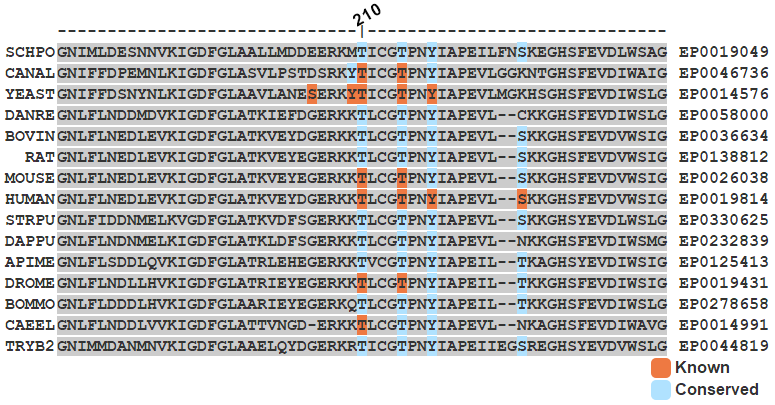 210
-------------------------------------------------------------
SCHPO GNIMLDESNNVKIGDFGLAALLMDDEERKMTICGTPNYIAPEILFNSKEGHSFEVDLWSAG EP0019049
CANAL GNIFFDPEMNLKIGDFGLASVLPSTDSRKYTICGTPNYIAPEVLGGKNTGHSFEVDIWAIG EP0046736
YEAST GNIFFDSNYNLKIGDFGLAAVLANESERKYTICGTPNYIAPEVLMGKHSGHSFEVDIWSLG EP0014576
DANRE GNLFLNDDMDVKIGDFGLATKIEFDGERKKTLCGTPNYIAPEVL--CKKGHSFEVDIWSLG EP0058000
BOVIN GNLFLNEDLEVKIGDFGLATKVEYDGERKKTLCGTPNYIAPEVL--SKKGHSFEVDVWSIG EP0036634
RAT GNLFLNEDLEVKIGDFGLATKVEYEGERKKTLCGTPNYIAPEVL--SKKGHSFEVDVWSIG EP0138812
MOUSE GNLFLNEDLEVKIGDFGLATKVEYEGERKKTLCGTPNYIAPEVL--SKKGHSFEVDVWSIG EP0026038
HUMAN GNLFLNEDLEVKIGDFGLATKVEYDGERKKTLCGTPNYIAPEVL--SKKGHSFEVDVWSIG EP0019814
STRPU GNLFIDDNMELKVGDFGLATKVDFSGERKKTLCGTPNYIAPEVL--SKKGHSYEVDLWSLG EP0330625
DAPPU GNLFLNDNMELKIGDFGLATKLDFSGERKKTLCGTPNYIAPEVL--NKKGHSFEVDIWSMG EP0232839
APIME GNLFLSDDLQVKIGDFGLATRLEHEGERKKTVCGTPNYIAPEIL--TKAGHSYEVDIWSIG EP0125413
DROME GNLFLNDLLHVKIGDFGLATRIEYEGERKKTLCGTPNYIAPEIL--TKKGHSFEVDIWSIG EP0019431
BOMMO GNLFLDDDLHVKIGDFGLAARIEYEGERKQTLCGTPNYIAPEIL--TKKGHSFEVDIWSLG EP0278658
CAEEL GNLFLNDDLVVKIGDFGLATTVNGD-ERKKTLCGTPNYIAPEVL--NKAGHSFEVDIWAVG EP0014991
TRYB2 GNIMMDANMNVKIGDFGLAAELQYDGERKRTICGTPNYIAPEIIEGSREGHSYEVDVWSLG EP0044819
Known
Conserved